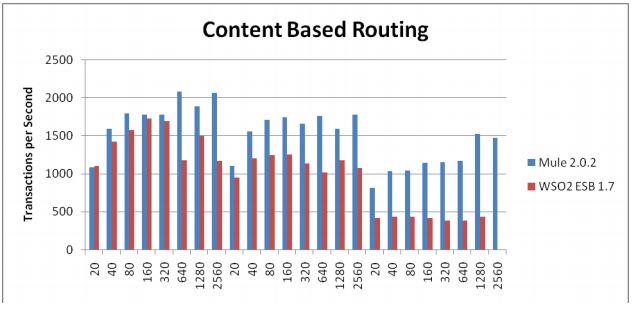 Content Based Routing
Transactions per Second
2500
2000
1500
1000
500
0
20 40 80 160 320 640 1280 2560 20 40 80 160 320 640 1280 2560 20 40 80 160 320 640 1280 2560
Mule 2.0.2
WSO2 ESB 1.7